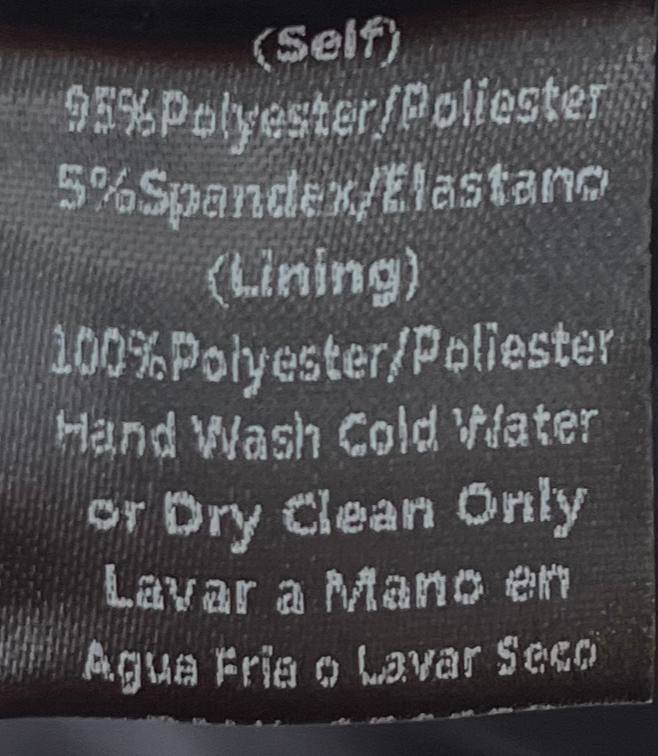 (Self)
95%Polyester/Poliester
5%Spandex/Elastano
(Lining)
100%Polyester/Poliester
Hand Wash Cold Water
or Dry Clean Only
Lavar a Mano en
Agua Fria o Lavar Seco